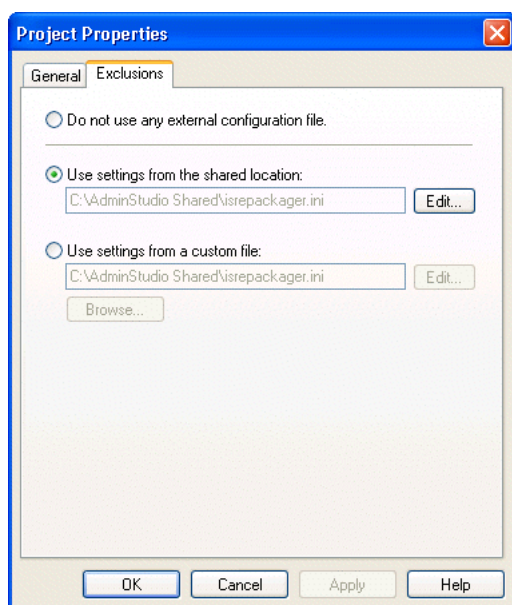 Project Properties
General Exclusions
Do not use any external configuration file.
Use settings from the shared location:
C:\AdminStudio Shared\isrepackager.ini Edit...
Use settings from a custom file:
C:\AdminStudio Shared\isrepackager.ini Edit...
Browse...
OK Cancel Apply Help